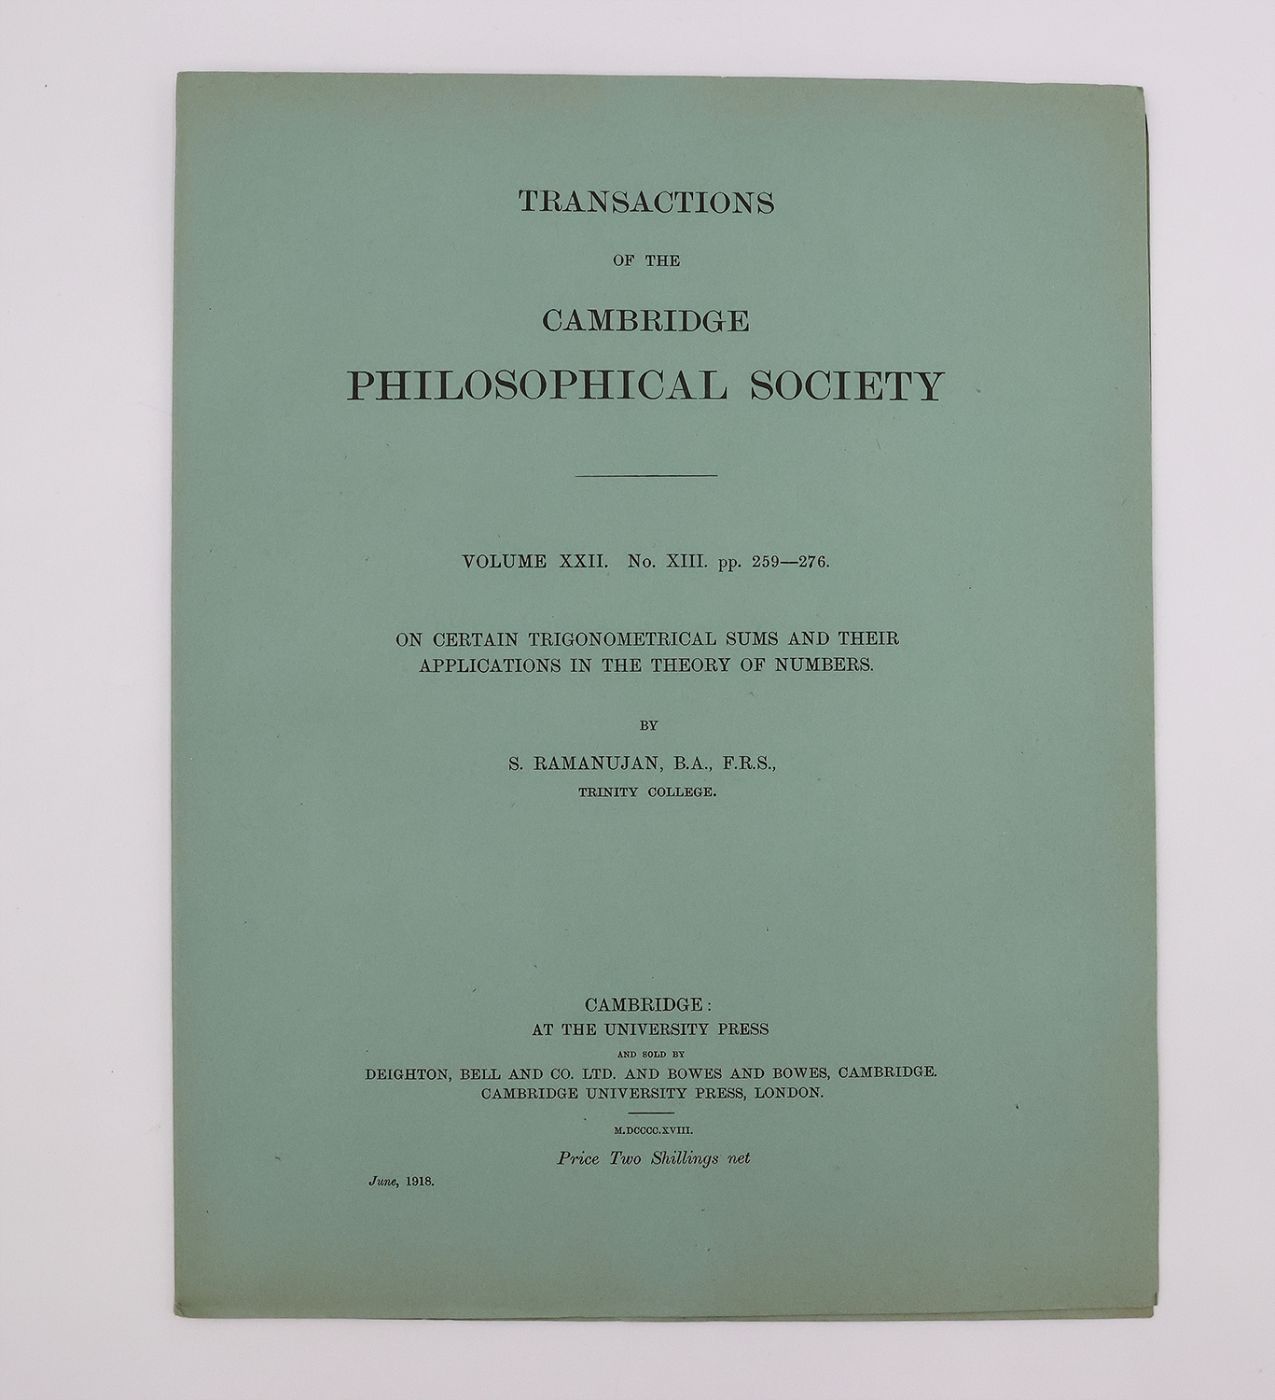 TRANSACTIONS
OF THE
CAMBRIDGE
PHILOSOPHICAL SOCIETY
VOLUME XXII. No. XIII. pp. 259—276.
ON CERTAIN TRIGONOMETRICAL SUMS AND THEIR
APPLICATIONS IN THE THEORY OF NUMBERS.
BY
S. RAMANUJAN, B.A., F.R.S.,
TRINITY COLLEGE.
CAMBRIDGE:
AT THE UNIVERSITY PRESS
AND SOLD BY
DEIGHTON, BELL AND CO. LTD. AND BOWES AND BOWES, CAMBRIDGE.
CAMBRIDGE UNIVERSITY PRESS, LONDON.
M.DCCCC.XVIII.
Price Two Shillings net
June, 1918.